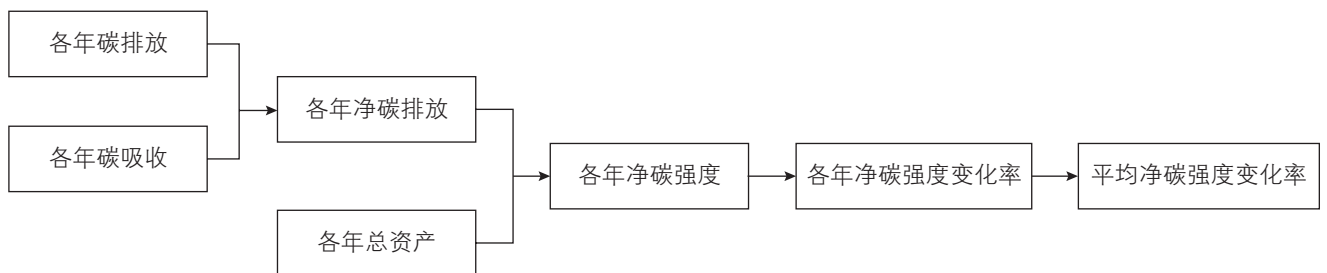 各年碳排放
各年碳吸收
各年净碳排放
各年总资产
各年净碳强度
各年净碳强度变化率
平均净碳强度变化率